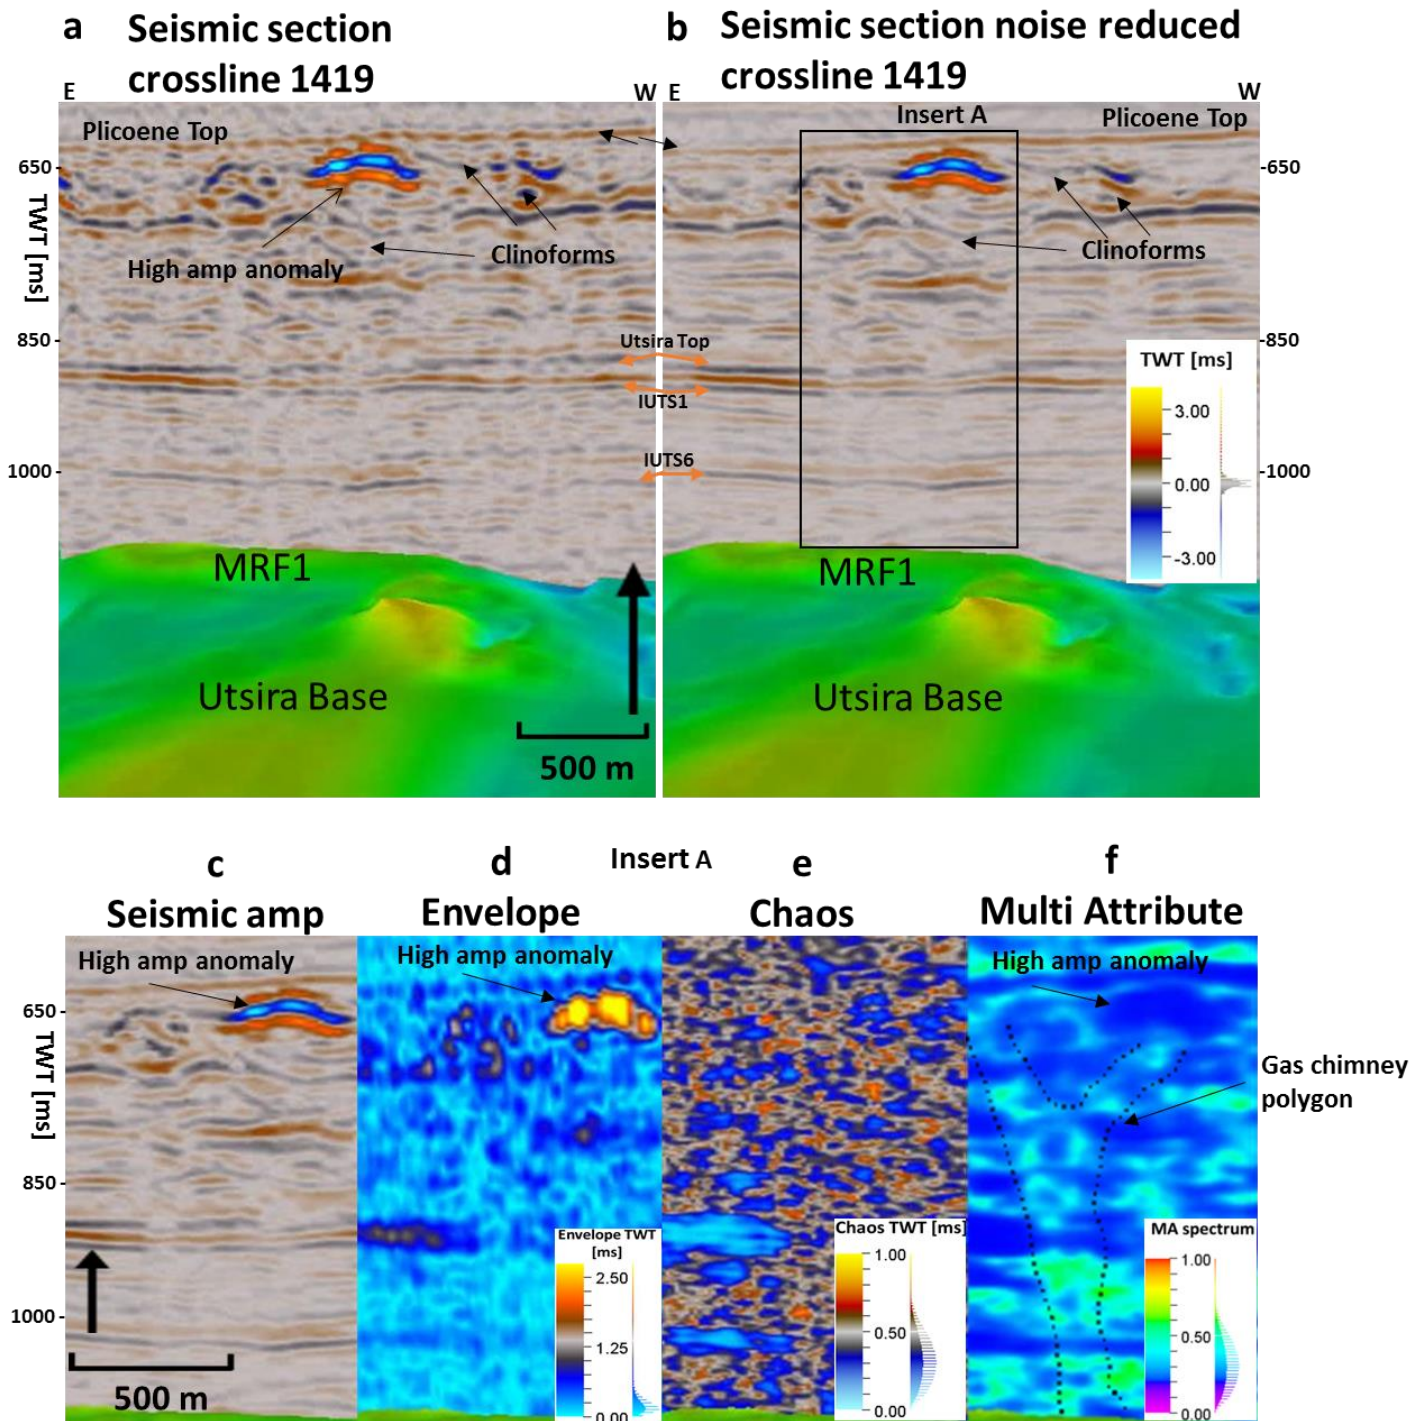 a Seismic section
crossline 1419
b Seismic section noise reduced
crossline 1419
E
W
E
W
Plicoene Top
Insert A
Plicoene Top
650
-650
TWT [ms]
High amp anomaly
Clinoforms
Clinoforms
850
-850
Utsira Top
IUTS1
IUTS6
1000
-1000
TWT [ms]
3.00
0.00
-3.00
MRF1
MRF1
Utsira Base
Utsira Base
500 m
Insert A
c
Seismic amp
d
Envelope
e
Chaos
f
Multi Attribute
High amp anomaly
High amp anomaly
High amp anomaly
650
TWT [ms]
850
1000
Gas chimney
polygon
500 m
Envelope TWT
[ms]
2.50
1.25
0.00
Chaos TWT [ms]
1.00
0.50
0.00
MA spectrum
1.00
0.50
0.00